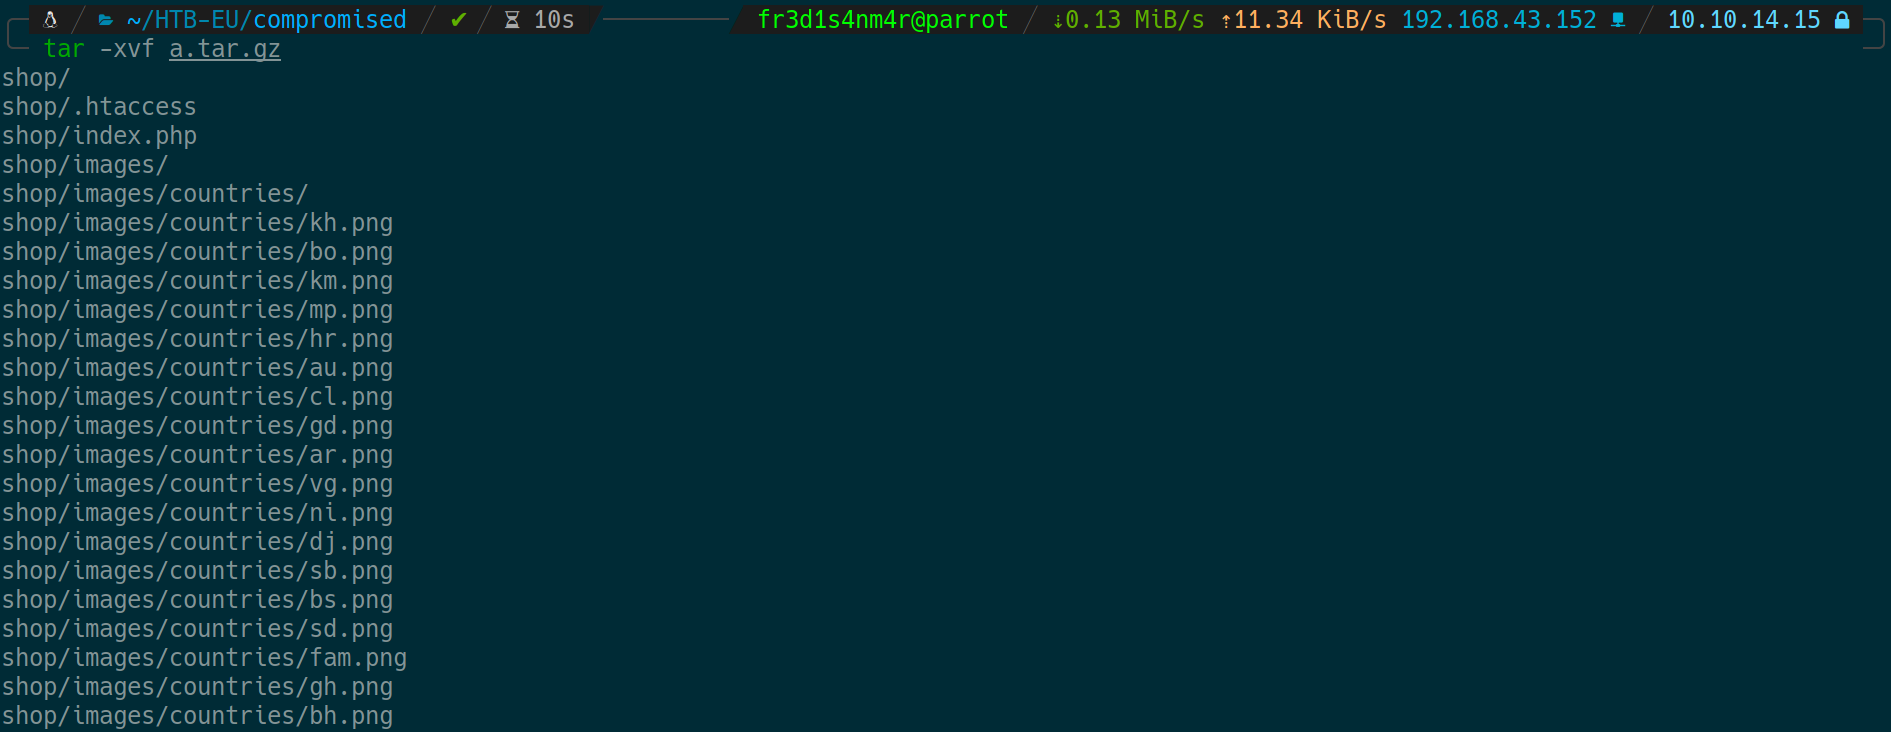 ~/HTB-EU/compromised ✔ 10s fr3d1s4nm4r@parrot ⇣0.13 MiB/s ⇡11.34 KiB/s 192.168.43.152 10.10.14.15
tar -xvf a.tar.gz
shop/
shop/.htaccess
shop/index.php
shop/images/
shop/images/countries/
shop/images/countries/kh.png
shop/images/countries/bo.png
shop/images/countries/km.png
shop/images/countries/mp.png
shop/images/countries/hr.png
shop/images/countries/au.png
shop/images/countries/cl.png
shop/images/countries/gd.png
shop/images/countries/ar.png
shop/images/countries/vg.png
shop/images/countries/ni.png
shop/images/countries/dj.png
shop/images/countries/sb.png
shop/images/countries/bs.png
shop/images/countries/sd.png
shop/images/countries/fam.png
shop/images/countries/gh.png
shop/images/countries/bh.png